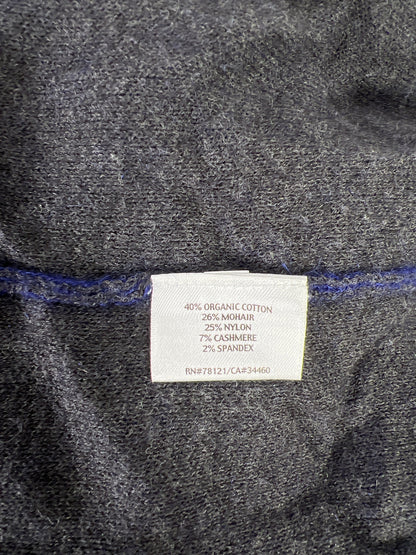 40% ORGANIC COTTON
26% MOHAIR
25% NYLON
7% CASHMERE
2% SPANDEX
RN#78121/CA#34460